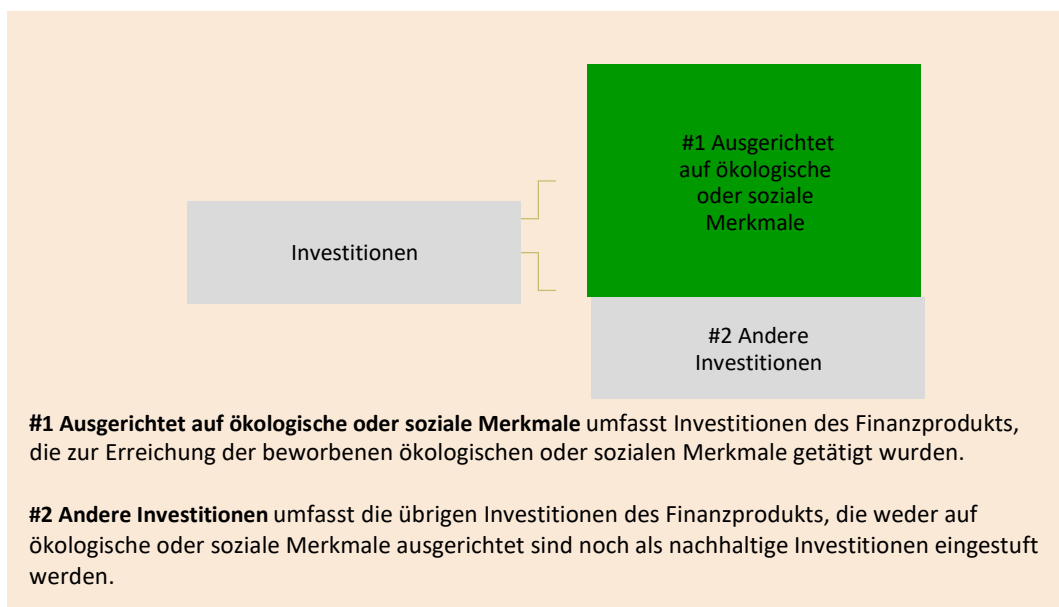 #1 Ausgerichtet
auf ökologische
oder soziale
Merkmale
Investitionen
#2 Andere
Investitionen
#1 Ausgerichtet auf ökologische oder soziale Merkmale umfasst Investitionen des Finanzprodukts,
die zur Erreichung der beworbenen ökologischen oder sozialen Merkmale getätigt wurden.
#2 Andere Investitionen umfasst die übrigen Investitionen des Finanzprodukts, die weder auf
ökologische oder soziale Merkmale ausgerichtet sind noch als nachhaltige Investitionen eingestuft
werden.